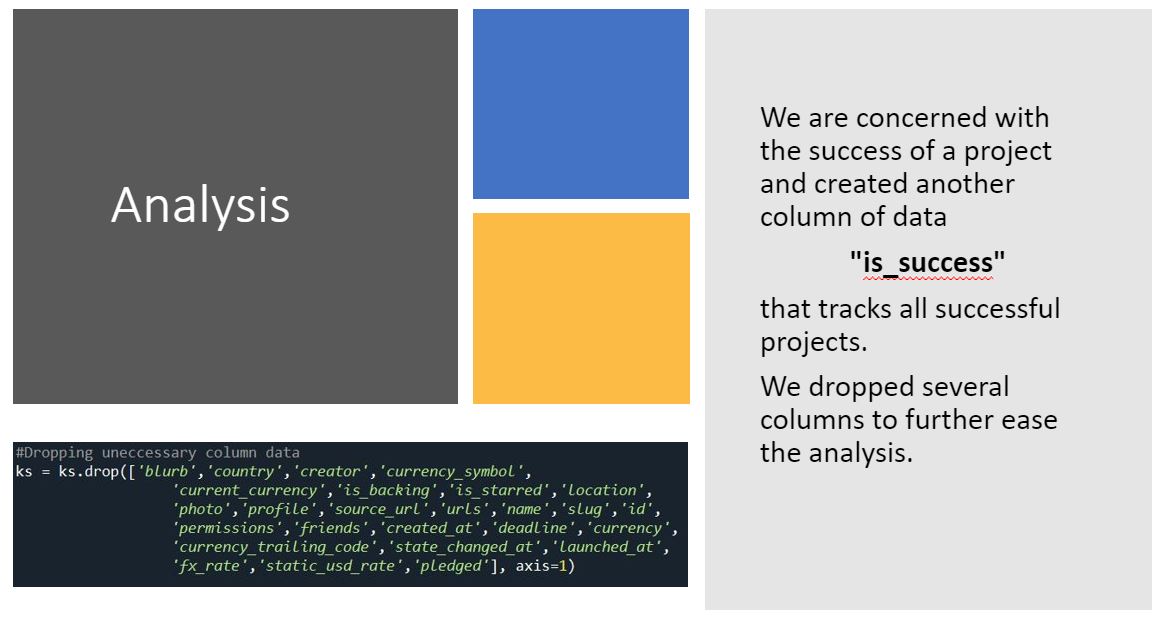 Analysis
We are concerned with
the success of a project
and created another
column of data
"is_success"
that tracks all successful
projects.
We dropped several
columns to further ease
the analysis.
#Dropping uneccessary column data
ks = ks.drop(['blurb','country','creator','currency_symbol',
'current_currency','is_backing','is_starred','location',
'photo','profile','source_url','urls','name','slug','id',
'permissions','friends','created_at','deadline','currency',
'currency_trailing_code','state_changed_at','launched_at',
'fx_rate','static_usd_rate','pledged'], axis=1)